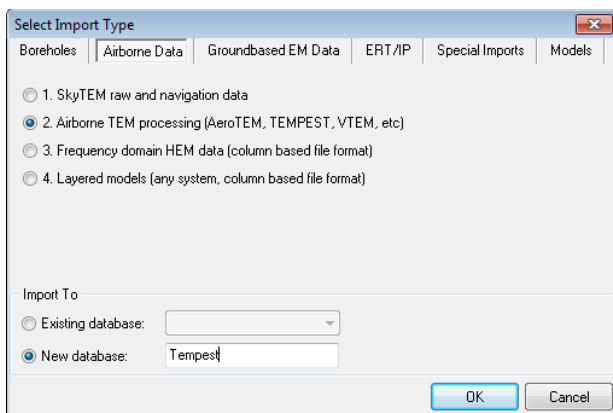 Select Import Type
Boreholes Airborne Data Groundbased EM Data ERT/IP Special Imports Models
1. SkyTEM raw and navigation data
2. Airborne TEM processing (AeroTEM, TEMPEST, VTEM, etc)
3. Frequency domain HEM data (column based file format)
4. Layered models (any system, column based file format)
Import To
Existing database:
New database: Tempest
OK Cancel